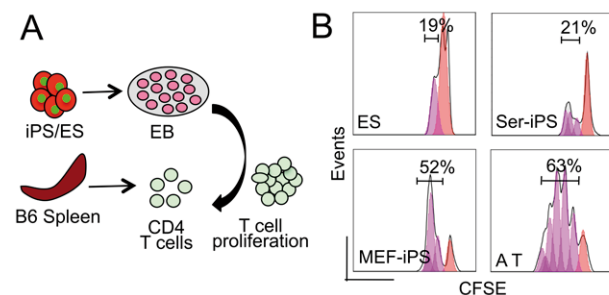 A
iPS/ES
EB
B6 Spleen
CD4
T cells
T cell
proliferation
B
Events
19%
ES
21%
Ser-iPS
52%
MEF-iPS
63%
A T
CFSE